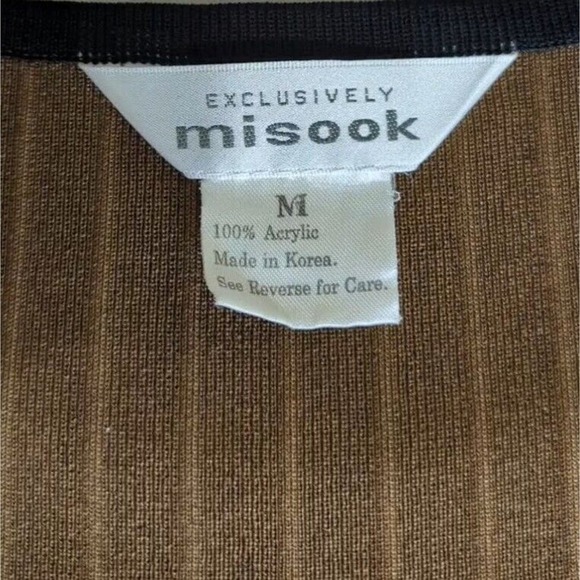 EXCLUSIVELY
misook
M
100% Acrylic
Made in Korea.
See Reverse for Care.